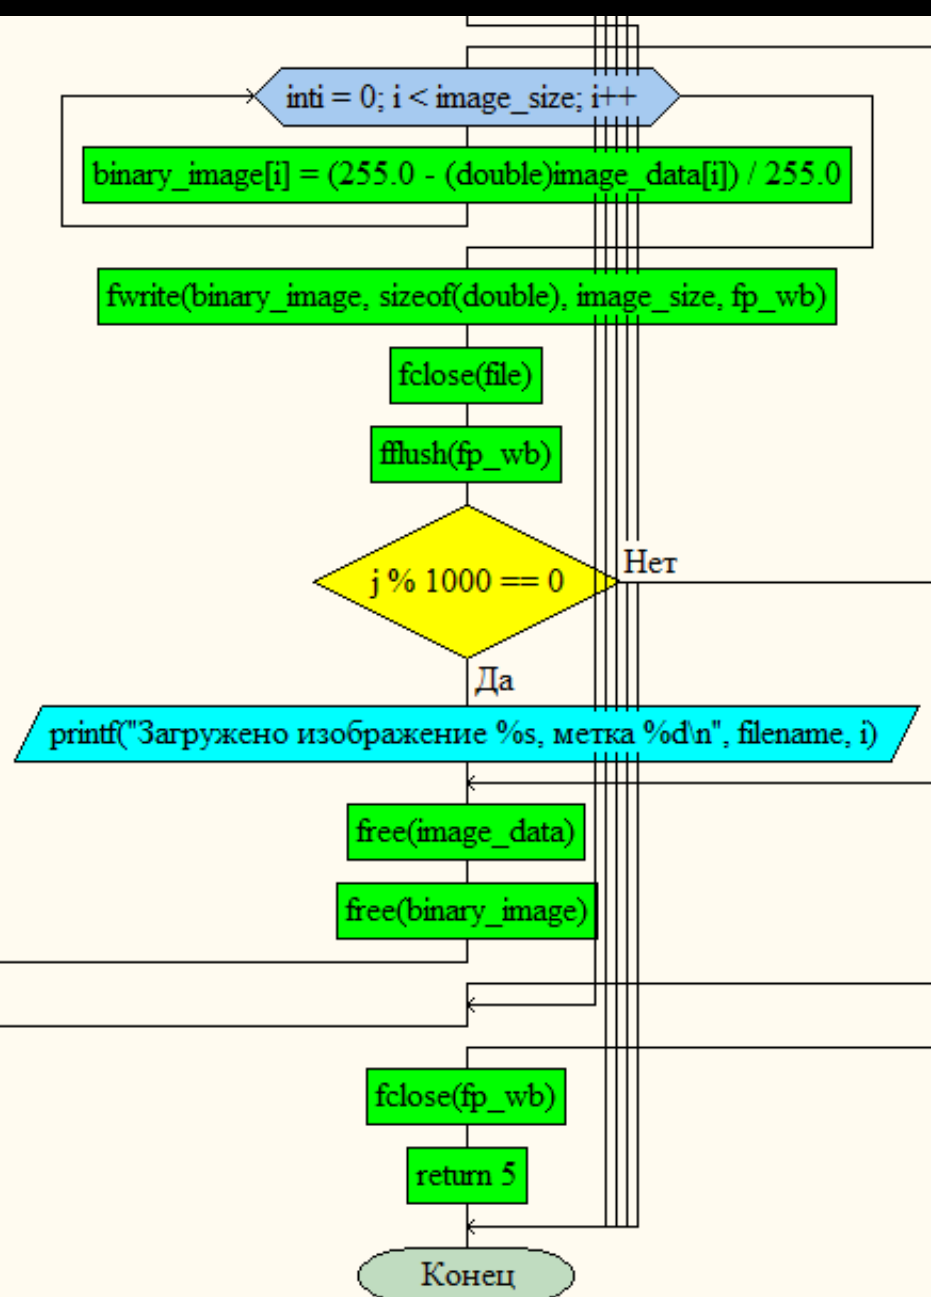 inti = 0; i < image_size; i++
binary_image[i] = (255.0 - (double)image_data[i]) / 255.0
fwrite(binary_image, sizeof(double), image_size, fp_wb)
fclose(file)
fflush(fp_wb)
j % 1000 == 0
Нет
Да
printf("Загружено изображение %s, метка %d\n", filename, i)
free(image_data)
free(binary_image)
fclose(fp_wb)
return 5
Конец